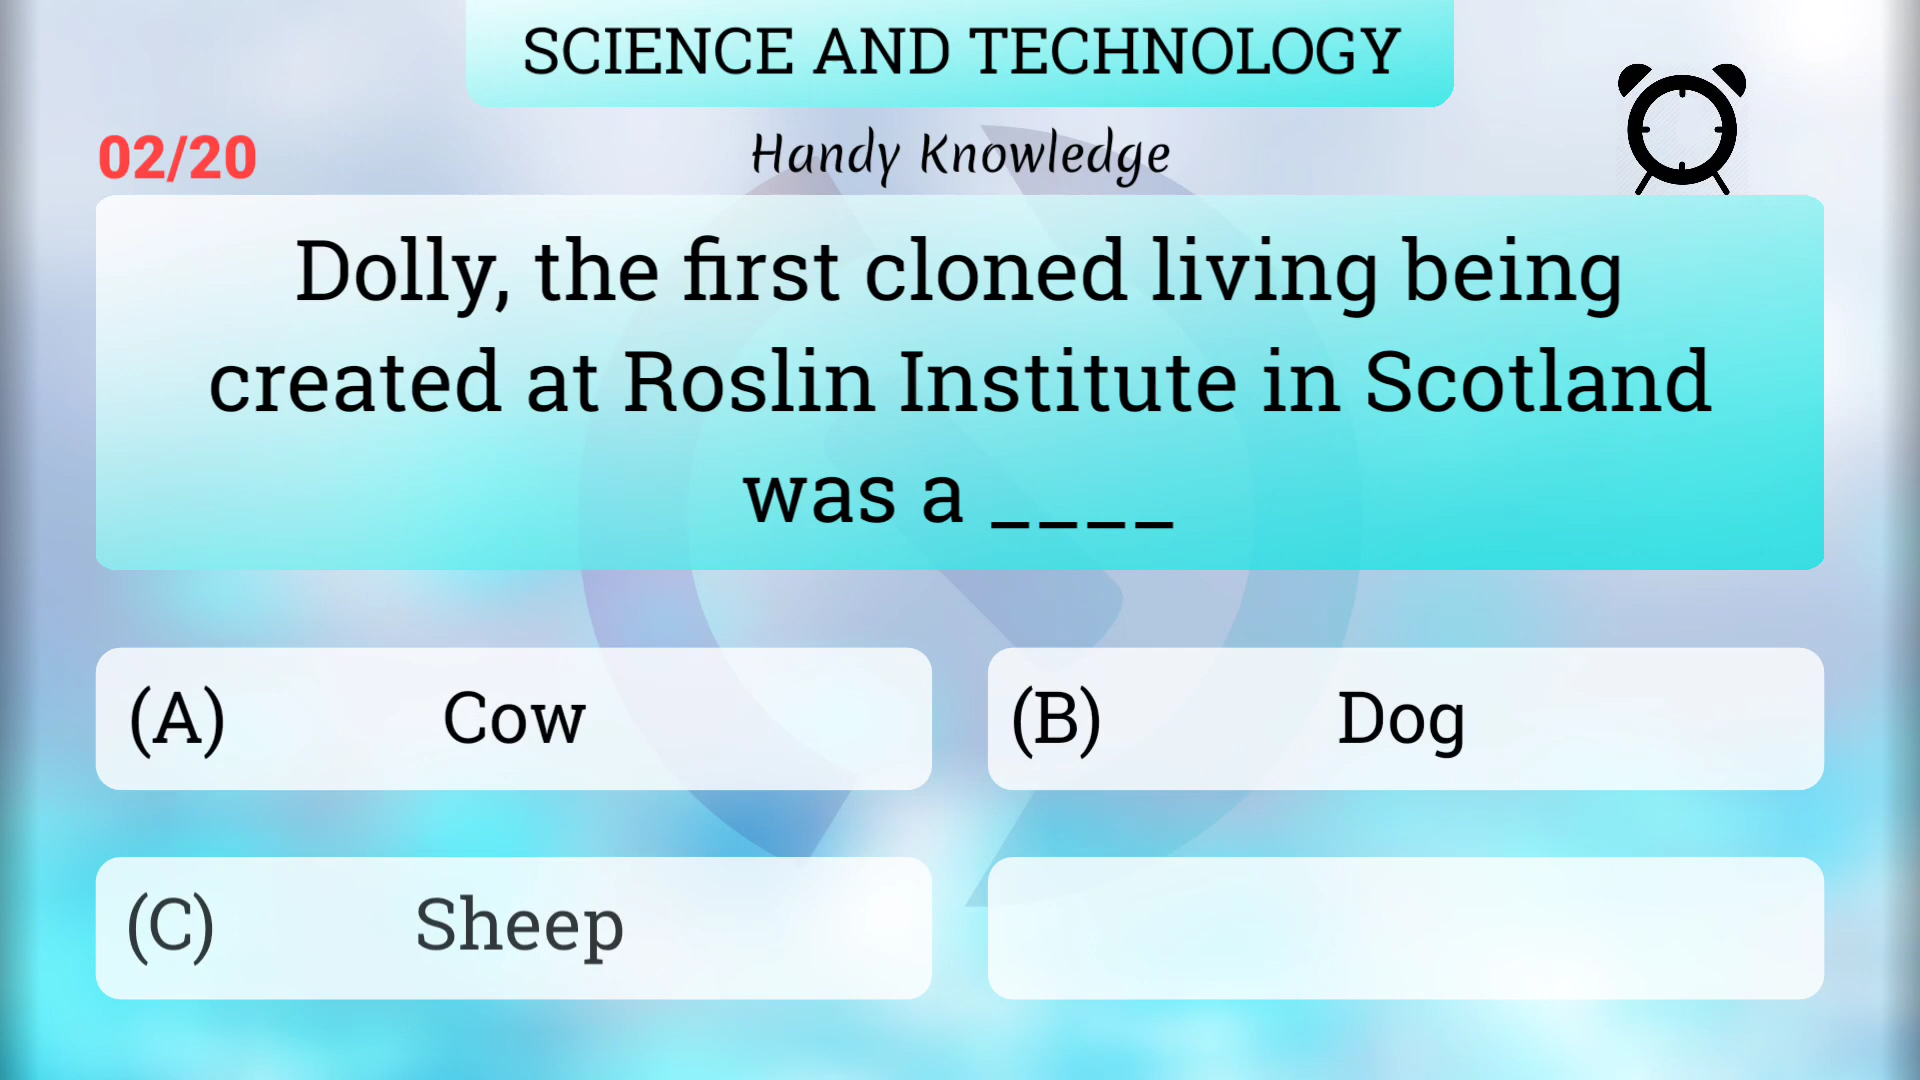 SCIENCE AND TECHNOLOGY
02/20
Handy Knowledge
Dolly, the first cloned living being
created at Roslin Institute in Scotland
was a ____
(A) Cow
(B) Dog
(C) Sheep